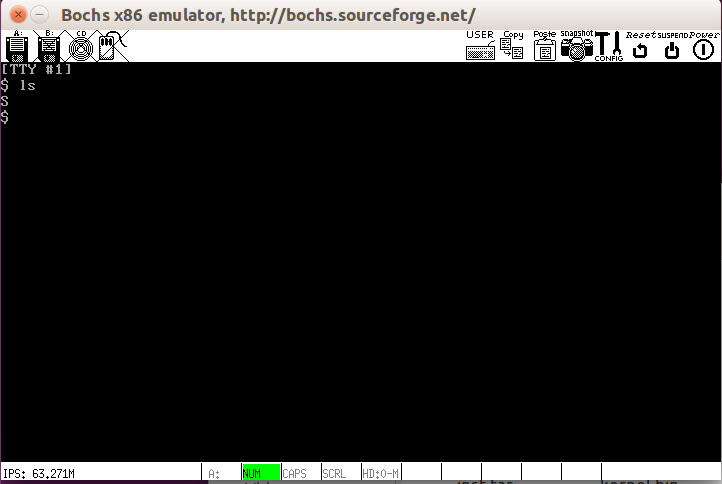 Bochs x86 emulator, http://bochs.sourceforge.net/
A: B: CD USER Copy Paste snapshot CONFIG Reset SUSPEND Power
[TTY #1]
$ ls
S
$
IPS: 63.271M A: NUM CAPS SCRL HD:0-M